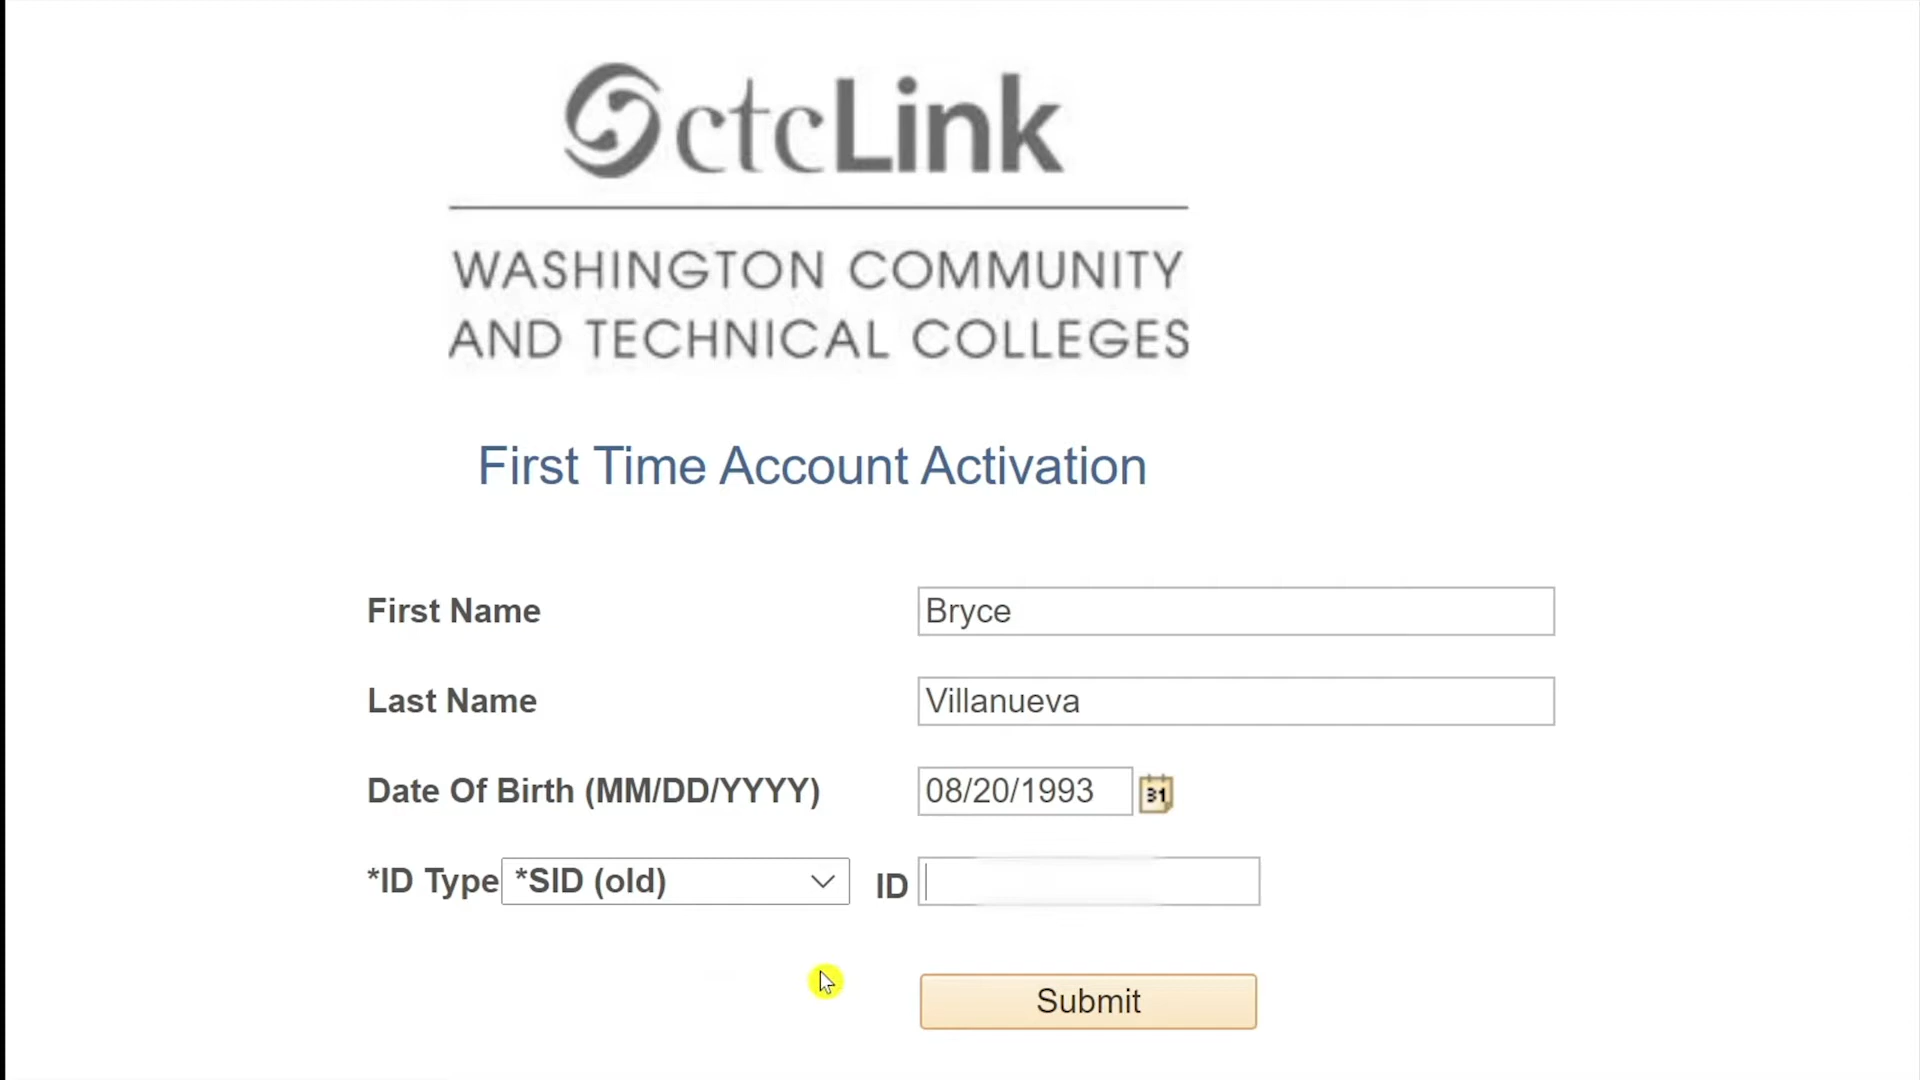 ctcLink
WASHINGTON COMMUNITY
AND TECHNICAL COLLEGES
First Time Account Activation
First Name Bryce
Last Name Villanueva
Date Of Birth (MM/DD/YYYY) 08/20/1993 31
*ID Type *SID (old) ID
Submit